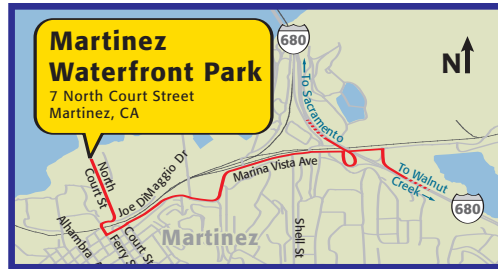 Martinez
Waterfront Park
7 North Court Street
Martinez, CA
680
N
To Sacramento
North
Court St
Joe DiMaggio Dr
Marina Vista Ave
To Walnut
Creek
680
Alhambra
Ferry St
Court St
Martinez
Shell St